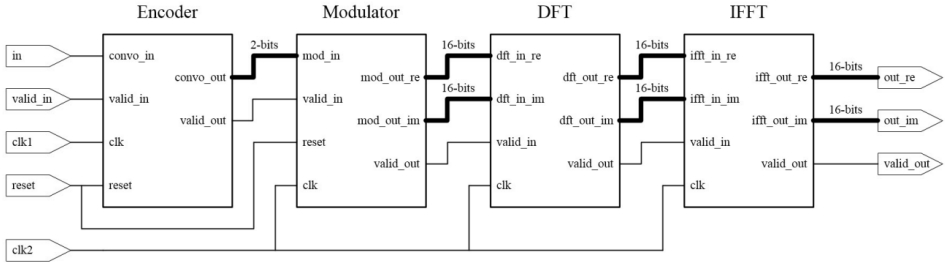 Encoder Modulator DFT IFFT
2-bits 16-bits 16-bits
in convo_in mod_in dft_in_re ifft_in_re 16-bits
convo_out mod_out_re dft_out_re ifft_out_re out_re
16-bits 16-bits
valid_in valid_in valid_in dft_in_im ifft_in_im 16-bits
valid_out mod_out_im dft_out_im ifft_out_im out_im
clk1 clk reset valid_in valid_in
valid_out valid_out valid_out valid_out
reset reset clk clk clk
clk2